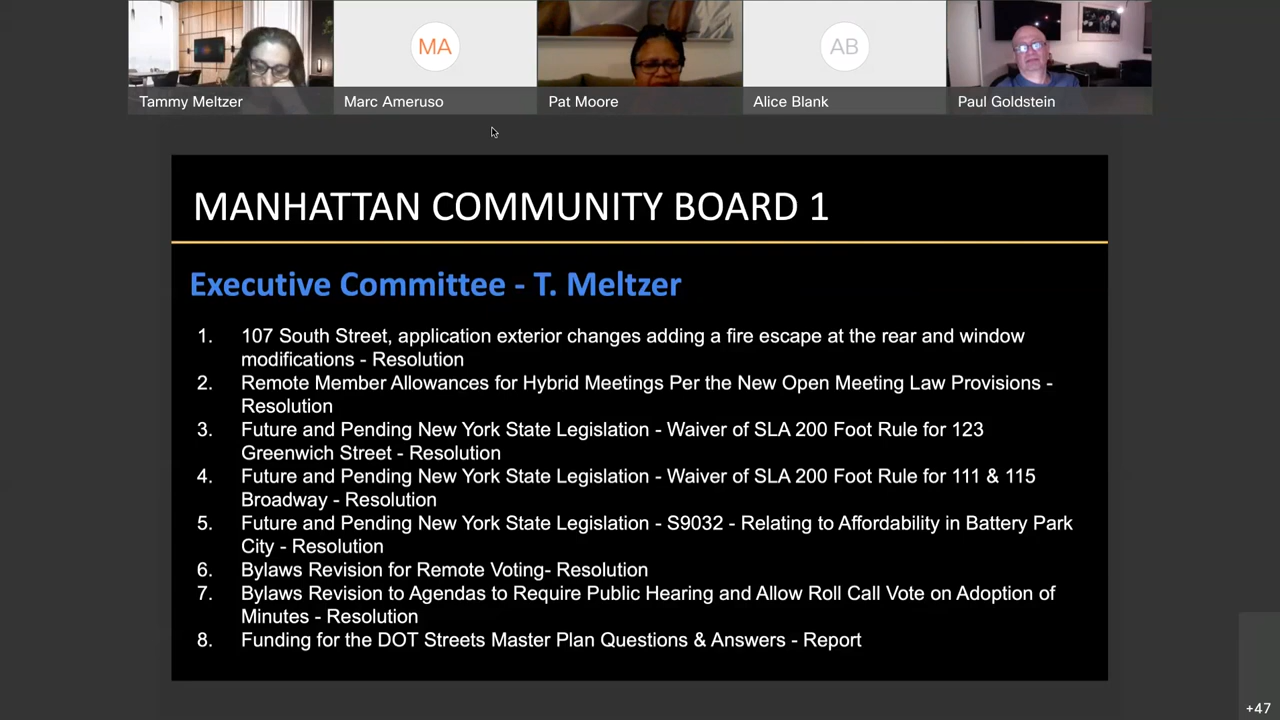 Tammy Meltzer
MA
Marc Ameruso
Pat Moore
AB
Alice Blank
Paul Goldstein
MANHATTAN COMMUNITY BOARD 1
Executive Committee - T. Meltzer
1. 107 South Street, application exterior changes adding a fire escape at the rear and window
modifications - Resolution
2. Remote Member Allowances for Hybrid Meetings Per the New Open Meeting Law Provisions -
Resolution
3. Future and Pending New York State Legislation - Waiver of SLA 200 Foot Rule for 123
Greenwich Street - Resolution
4. Future and Pending New York State Legislation - Waiver of SLA 200 Foot Rule for 111 & 115
Broadway - Resolution
5. Future and Pending New York State Legislation - S9032 - Relating to Affordability in Battery Park
City - Resolution
6. Bylaws Revision for Remote Voting- Resolution
7. Bylaws Revision to Agendas to Require Public Hearing and Allow Roll Call Vote on Adoption of
Minutes - Resolution
8. Funding for the DOT Streets Master Plan Questions & Answers - Report
+47